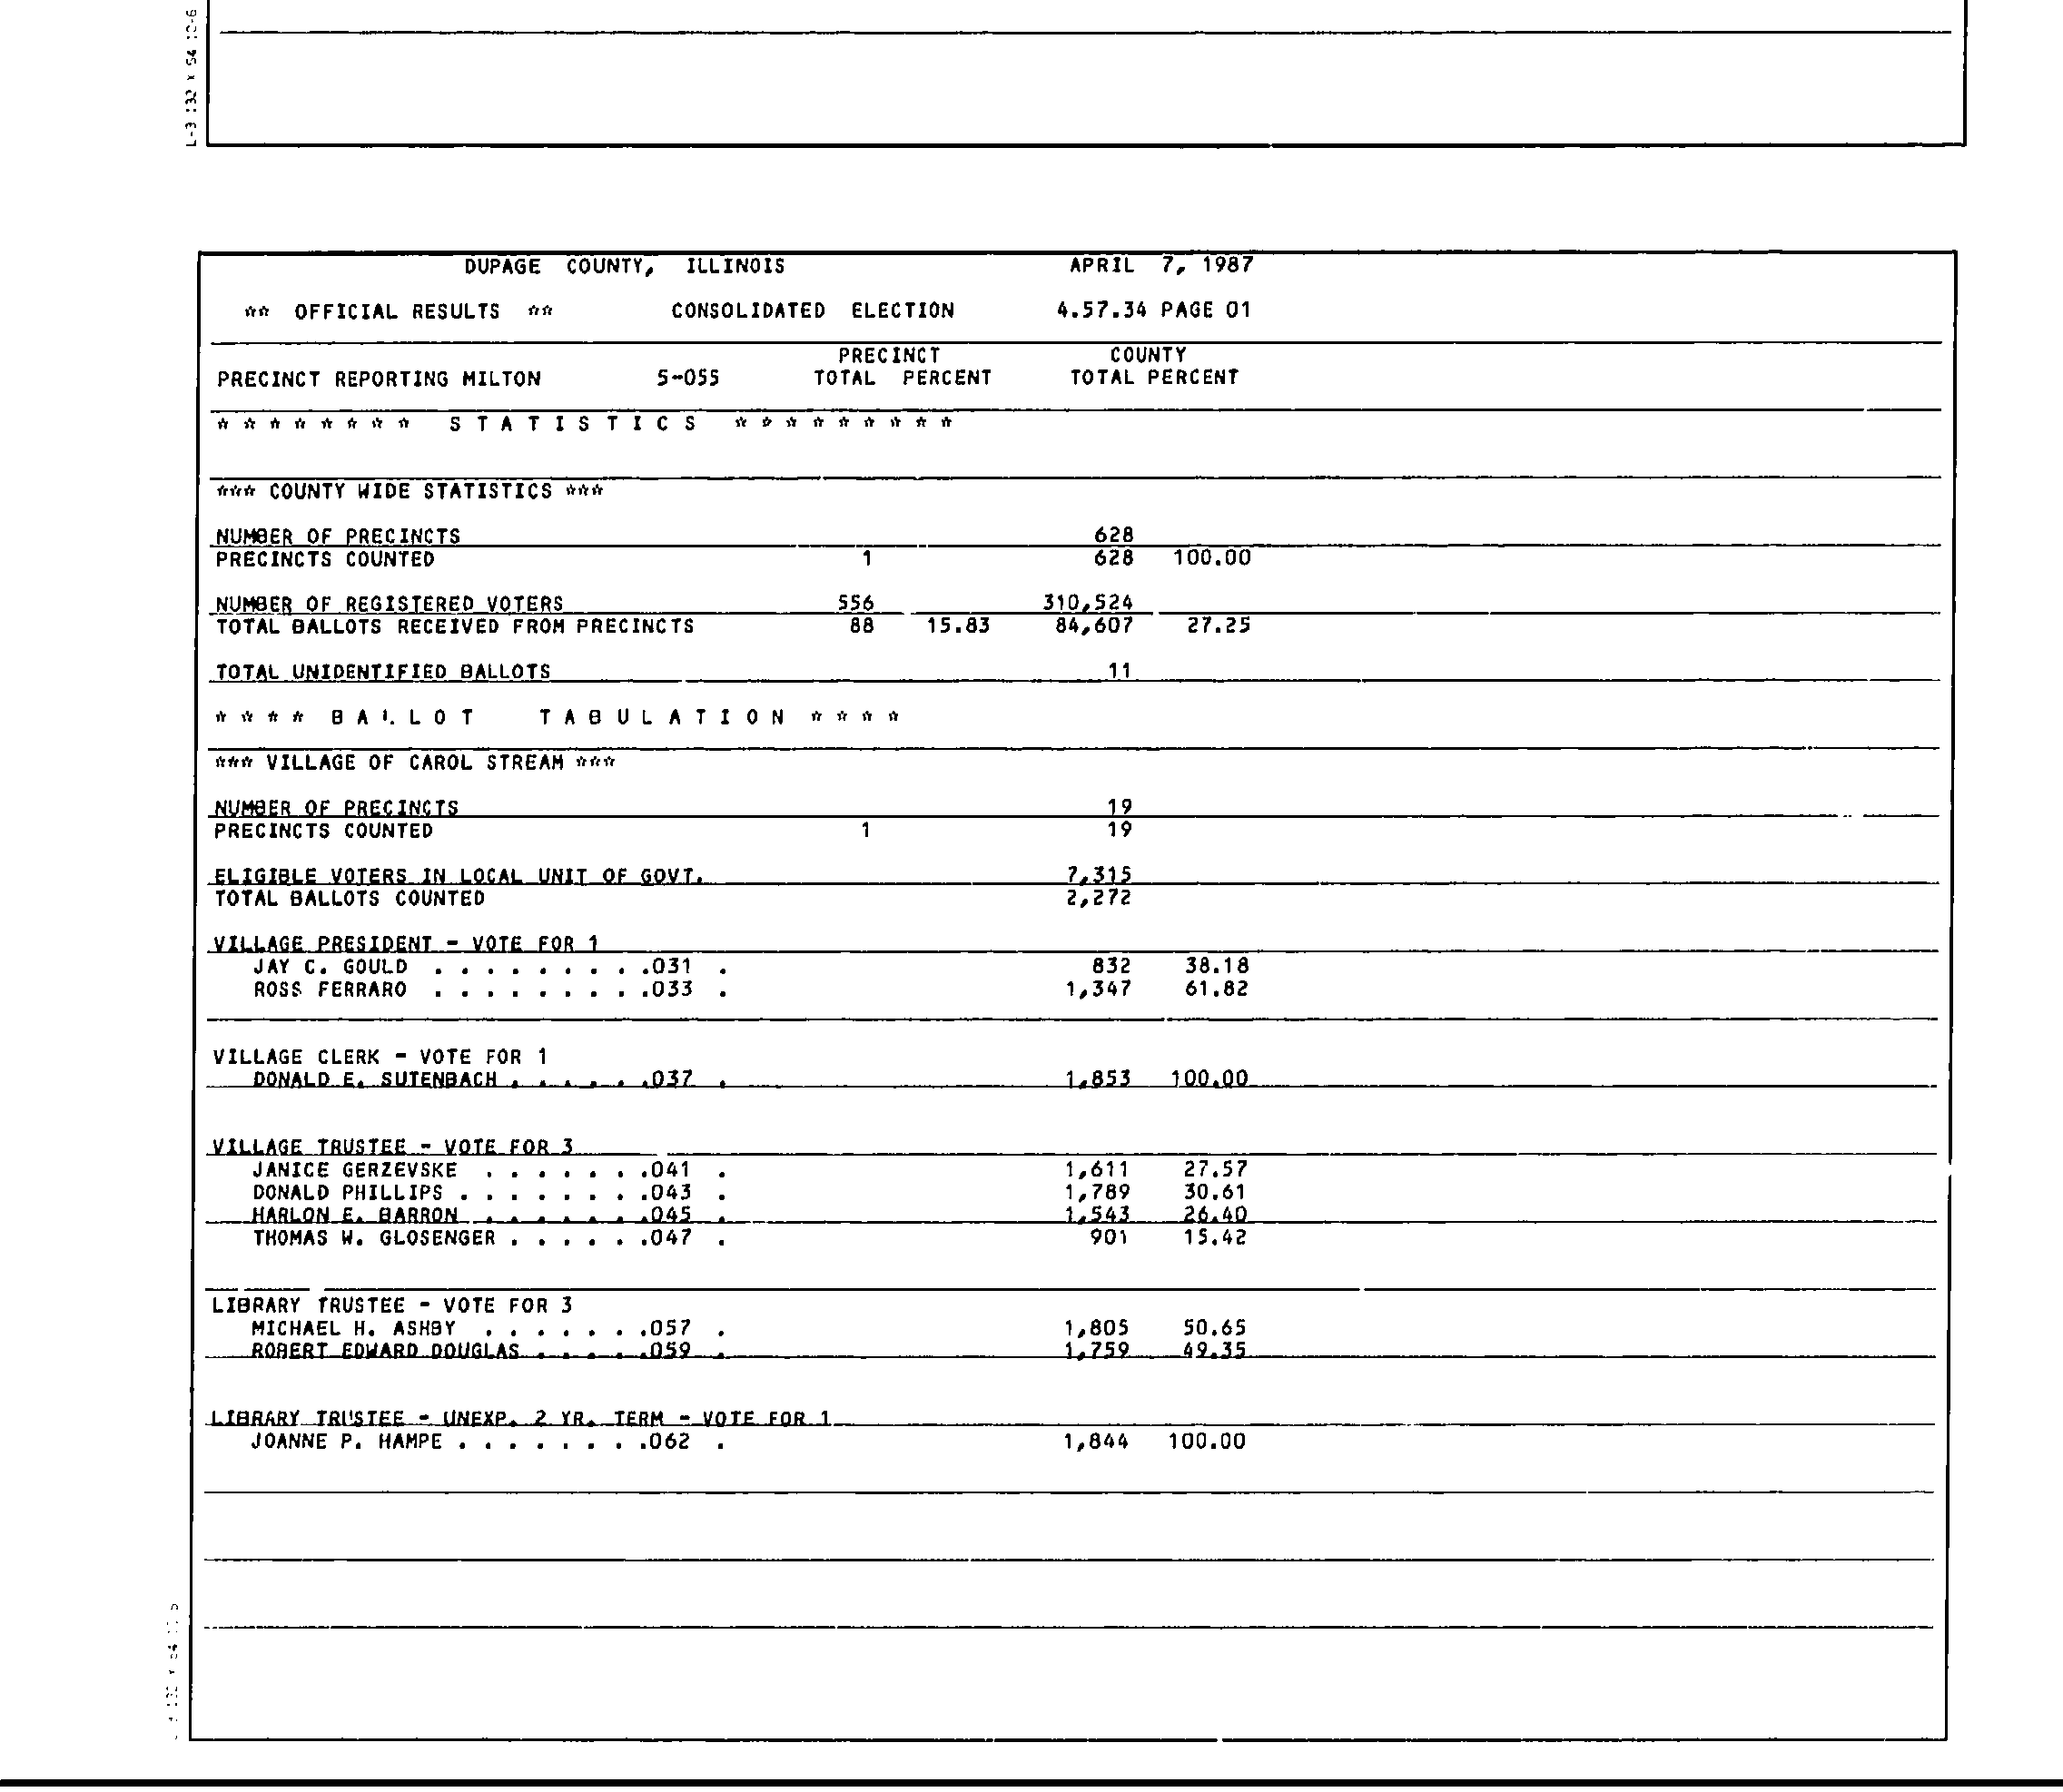 L-3 132 X 54 10-6
DUPAGE COUNTY, ILLINOIS APRIL 7, 1987
** OFFICIAL RESULTS ** CONSOLIDATED ELECTION 4.57.34 PAGE 01
PRECINCT COUNTY
PRECINCT REPORTING MILTON 5-055 TOTAL PERCENT TOTAL PERCENT
* * * * * * * * S T A T I S T I C S * * * * * * * * *
*** COUNTY WIDE STATISTICS ***
NUMBER OF PRECINCTS 628
PRECINCTS COUNTED 1 628 100.00
NUMBER OF REGISTERED VOTERS 556 310,524
TOTAL BALLOTS RECEIVED FROM PRECINCTS 88 15.83 84,607 27.25
TOTAL UNIDENTIFIED BALLOTS 11
* * * * B A L L O T T A B U L A T I O N * * * *
*** VILLAGE OF CAROL STREAM ***
NUMBER OF PRECINCTS 19
PRECINCTS COUNTED 1 19
ELIGIBLE VOTERS IN LOCAL UNIT OF GOVT. 7,315
TOTAL BALLOTS COUNTED 2,272
VILLAGE PRESIDENT - VOTE FOR 1
JAY C. GOULD . . . . . . . . .031 . 832 38.18
ROSS FERRARO . . . . . . . . .033 . 1,347 61.82
VILLAGE CLERK - VOTE FOR 1
DONALD E. SUTENBACH . . . . . .037 . 1,853 100.00
VILLAGE TRUSTEE - VOTE FOR 3
JANICE GERZEVSKE . . . . . . .041 . 1,611 27.57
DONALD PHILLIPS . . . . . . . .043 . 1,789 30.61
HARLON E. BARRON . . . . . . .045 . 1,543 26.40
THOMAS W. GLOSENGER . . . . . .047 . 901 15.42
LIBRARY TRUSTEE - VOTE FOR 3
MICHAEL H. ASHBY . . . . . . .057 . 1,805 50.65
ROBERT EDWARD DOUGLAS . . . . .059 . 1,759 49.35
LIBRARY TRUSTEE - UNEXP. 2 YR. TERM - VOTE FOR 1
JOANNE P. HAMPE . . . . . . . .062 . 1,844 100.00